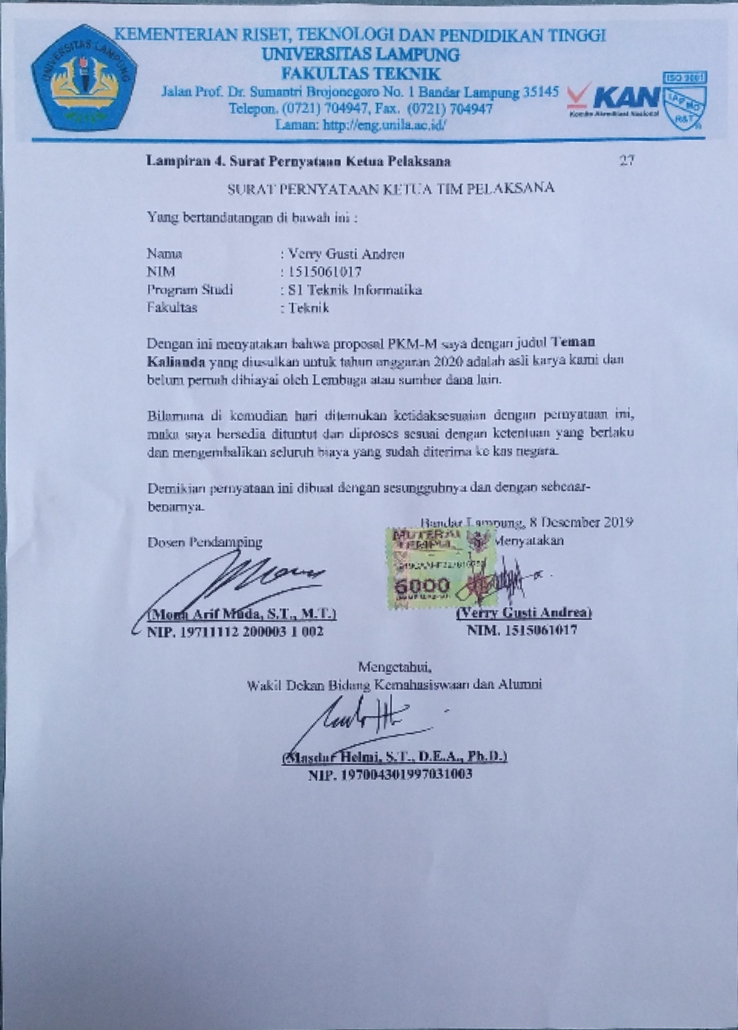 KEMENTERIAN RISET, TEKNOLOGI DAN PENDIDIKAN TINGGI
UNIVERSITAS LAMPUNG
FAKULTAS TEKNIK
Jalan Prof. Dr. Sumantri Brojonegoro No. 1 Bandar Lampung 35145
Telepon. (0721) 704947, Fax. (0721) 704947
Laman: http://eng.unila.ac.id/
UNIVERSITAS LAMPUNG
KAN
Komite Akreditasi Nasional
ISO 9001
Lampiran 4. Surat Pernyataan Ketua Pelaksana 27
SURAT PERNYATAAN KETUA TIM PELAKSANA
Yang bertandatangan di bawah ini :
Nama : Verry Gusti Andrea
NIM : 1515061017
Program Studi : S1 Teknik Informatika
Fakultas : Teknik
Dengan ini menyatakan bahwa proposal PKM-M saya dengan judul Teman
Kalianda yang diusulkan untuk tahun anggaran 2020 adalah asli karya kami dan
belum pernah dibiayai oleh Lembaga atau sumber dana lain.
Bilamana di kemudian hari ditemukan ketidaksesuaian dengan pernyataan ini,
maka saya bersedia dituntut dan diproses sesuai dengan ketentuan yang berlaku
dan mengembalikan seluruh biaya yang sudah diterima ke kas negara.
Demikian pernyataan ini dibuat dengan sesungguhnya dan dengan sebenar-
benarnya.
Bandar Lampung, 8 Desember 2019
Dosen Pendamping Menyatakan
METERAI
TEMPEL
6000
(Mona Arif Muda, S.T., M.T.) (Verry Gusti Andrea)
NIP. 19711112 200003 1 002 NIM. 1515061017
Mengetahui,
Wakil Dekan Bidang Kemahasiswaan dan Alumni
(Masdar Helmi, S.T., D.E.A., Ph.D.)
NIP. 197004301997031003